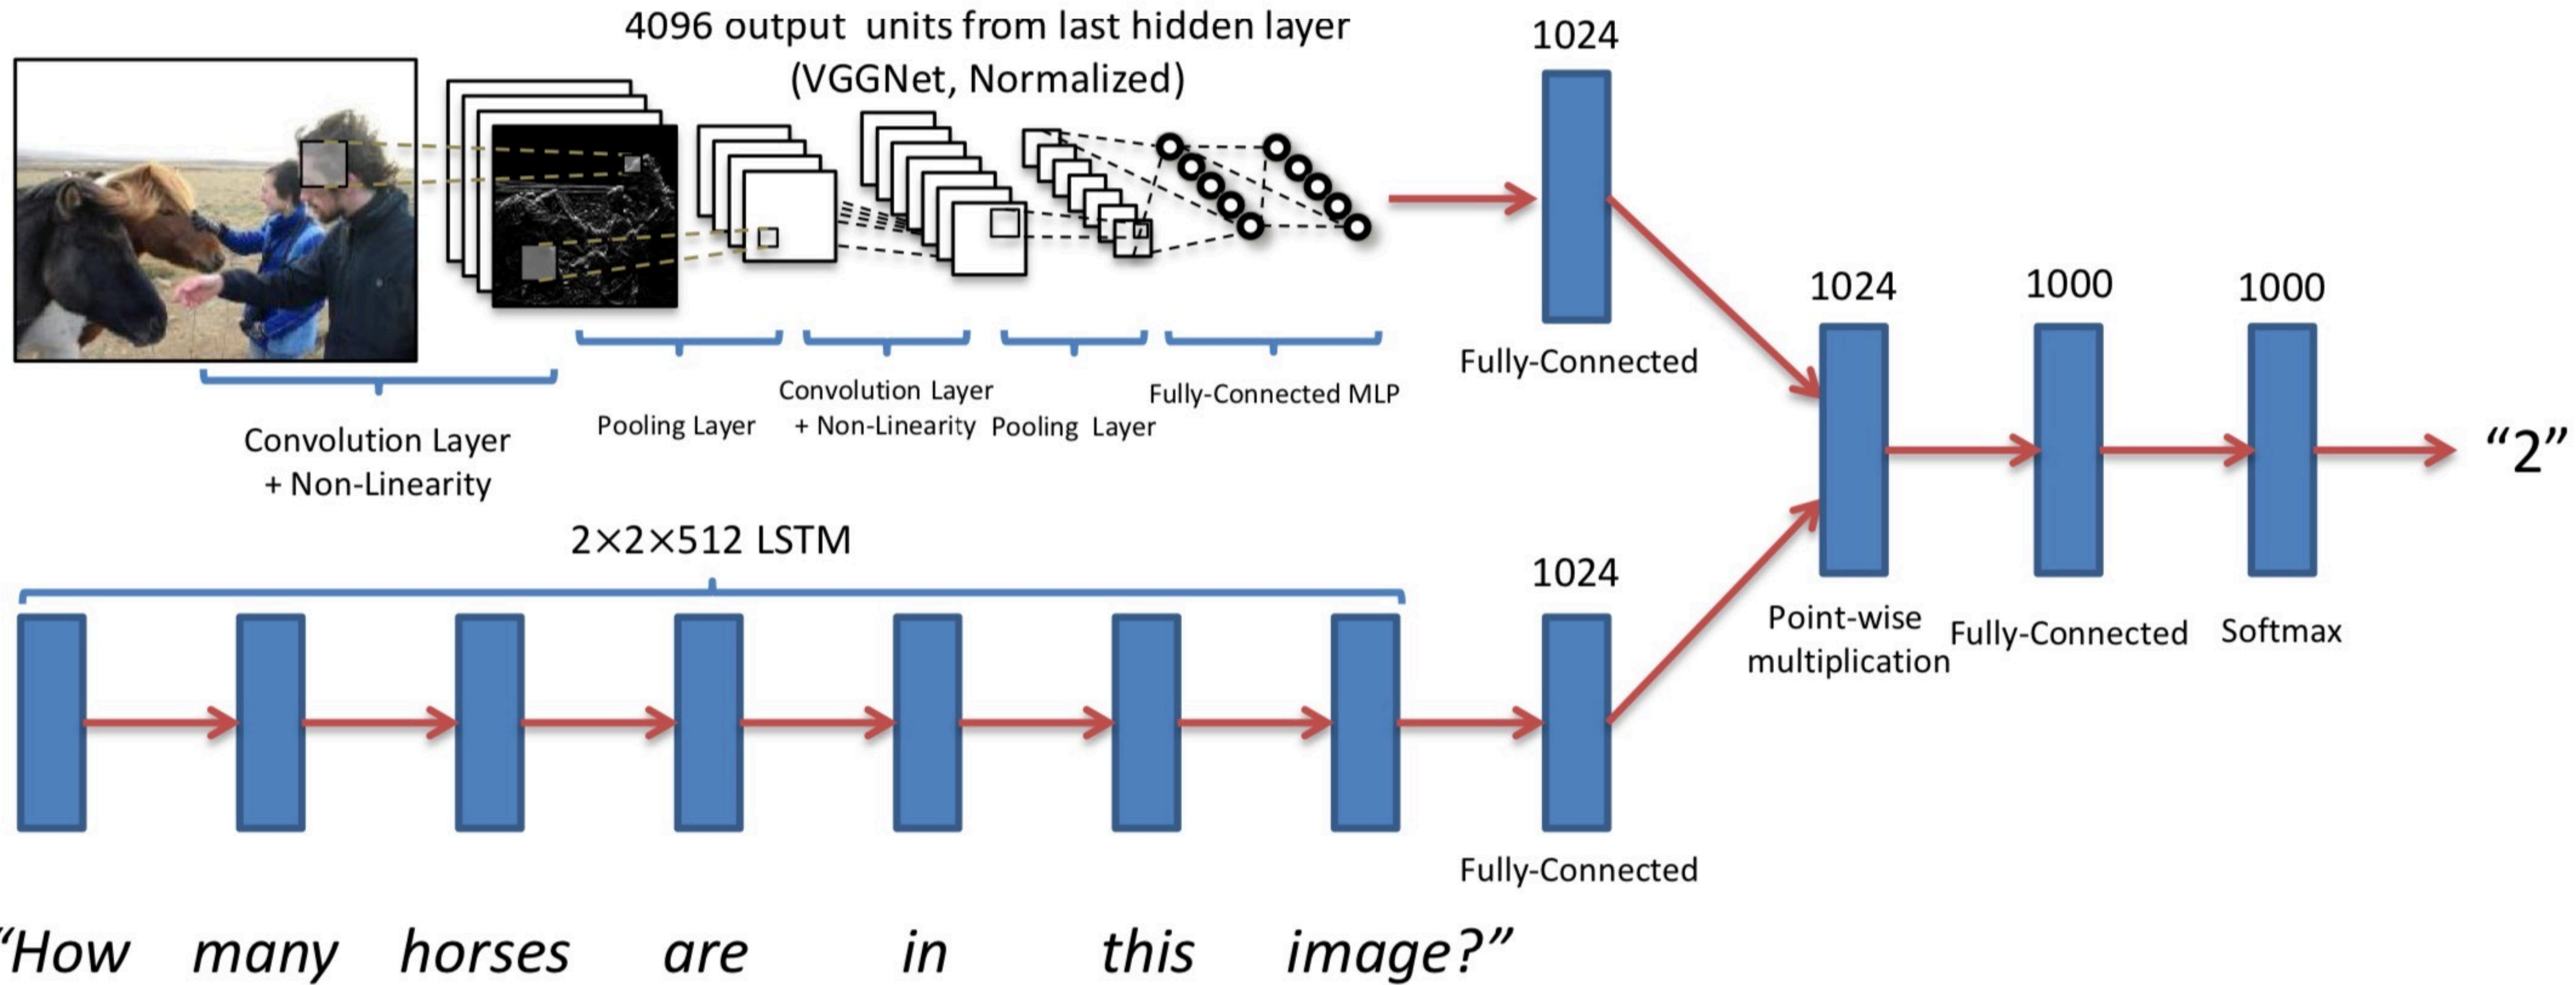 4096 output units from last hidden layer
(VGGNet, Normalized)
1024
Fully-Connected
Convolution Layer
+ Non-Linearity
Pooling Layer
Convolution Layer
+ Non-Linearity
Pooling Layer
Fully-Connected MLP
1024
1000
1000
Point-wise
multiplication
Fully-Connected
Softmax
“2”
2×2×512 LSTM
1024
Fully-Connected
“How many horses are in this image?”